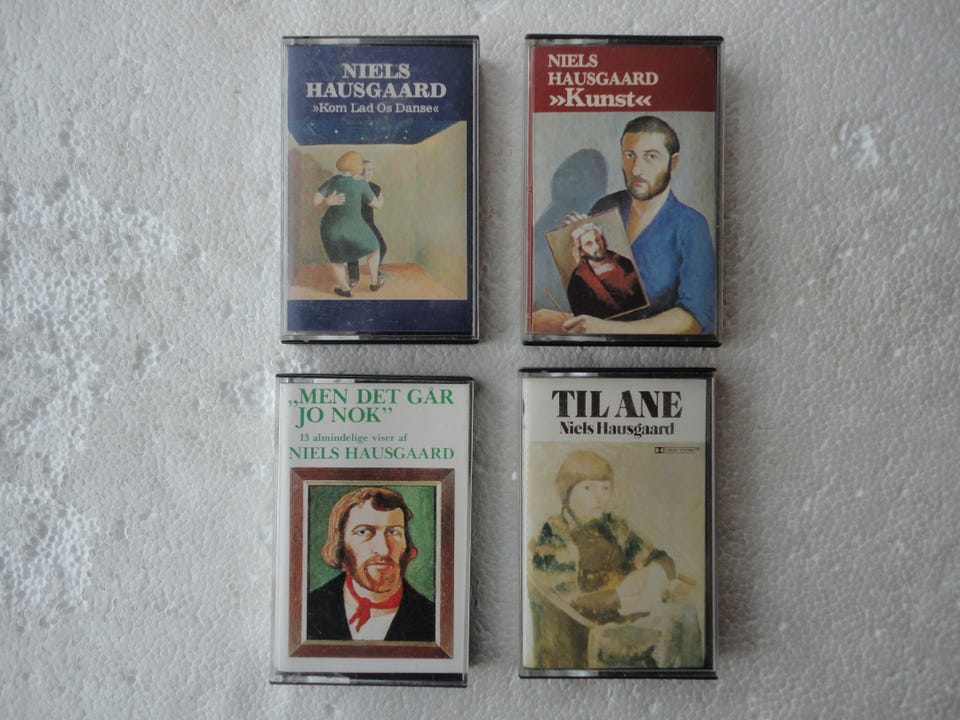 NIELS
HAUSGAARD
»Kom Lad Os Danse«
NIELS
HAUSGAARD
»Kunst«
„MEN DET GÅR
JO NOK”
13 almindelige viser af
NIELS HAUSGAARD
TIL ANE
Niels Hausgaard